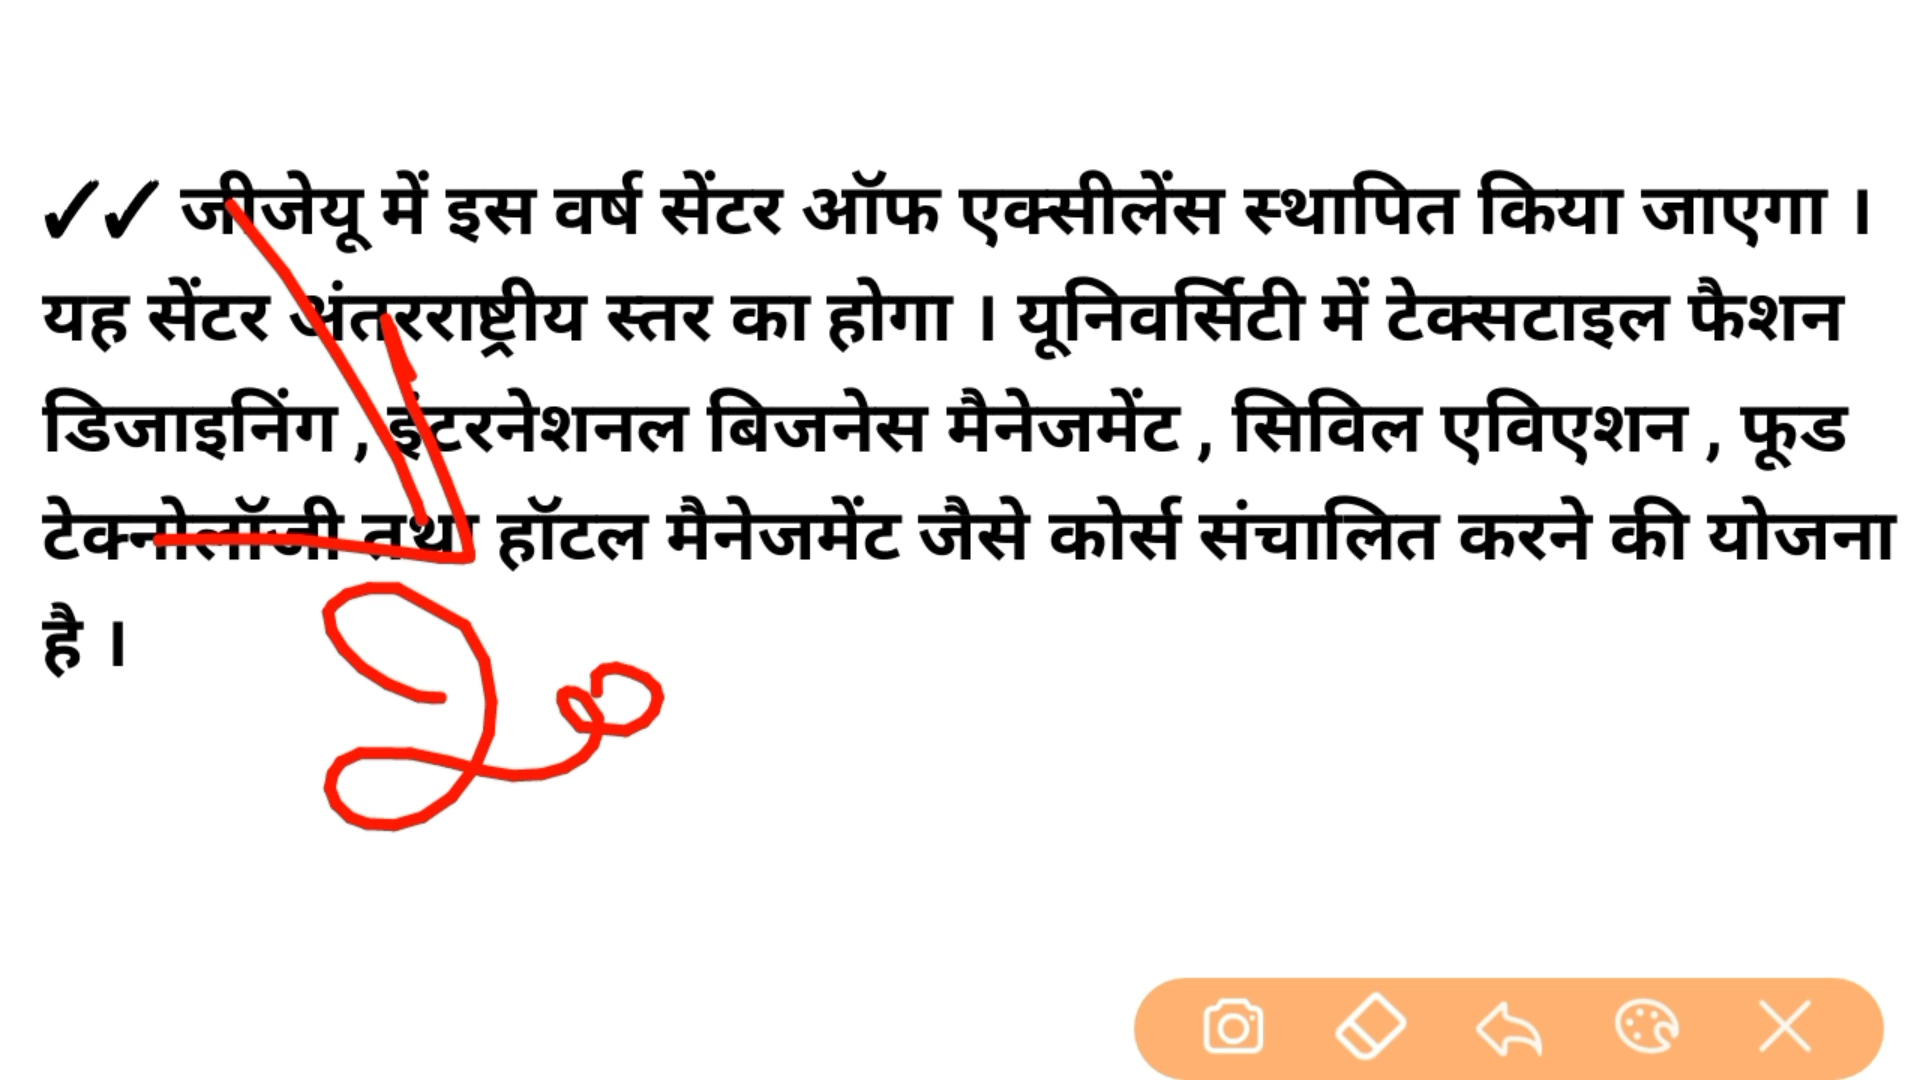 ✓✓ जीजेयू में इस वर्ष सेंटर ऑफ एक्सीलेंस स्थापित किया जाएगा ।
यह सेंटर अंतरराष्ट्रीय स्तर का होगा । यूनिवर्सिटी में टेक्सटाइल फैशन
डिजाइनिंग , इंटरनेशनल बिजनेस मैनेजमेंट , सिविल एविएशन , फूड
टेक्नोलॉजी तथा हॉटल मैनेजमेंट जैसे कोर्स संचालित करने की योजना
है ।